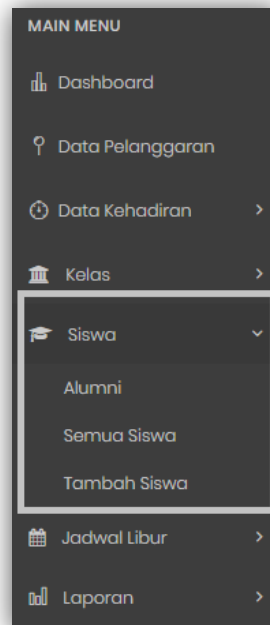 MAIN MENU
Dashboard
Data Pelanggaran
Data Kehadiran
Kelas
Siswa
Alumni
Semua Siswa
Tambah Siswa
Jadwal Libur
Laporan